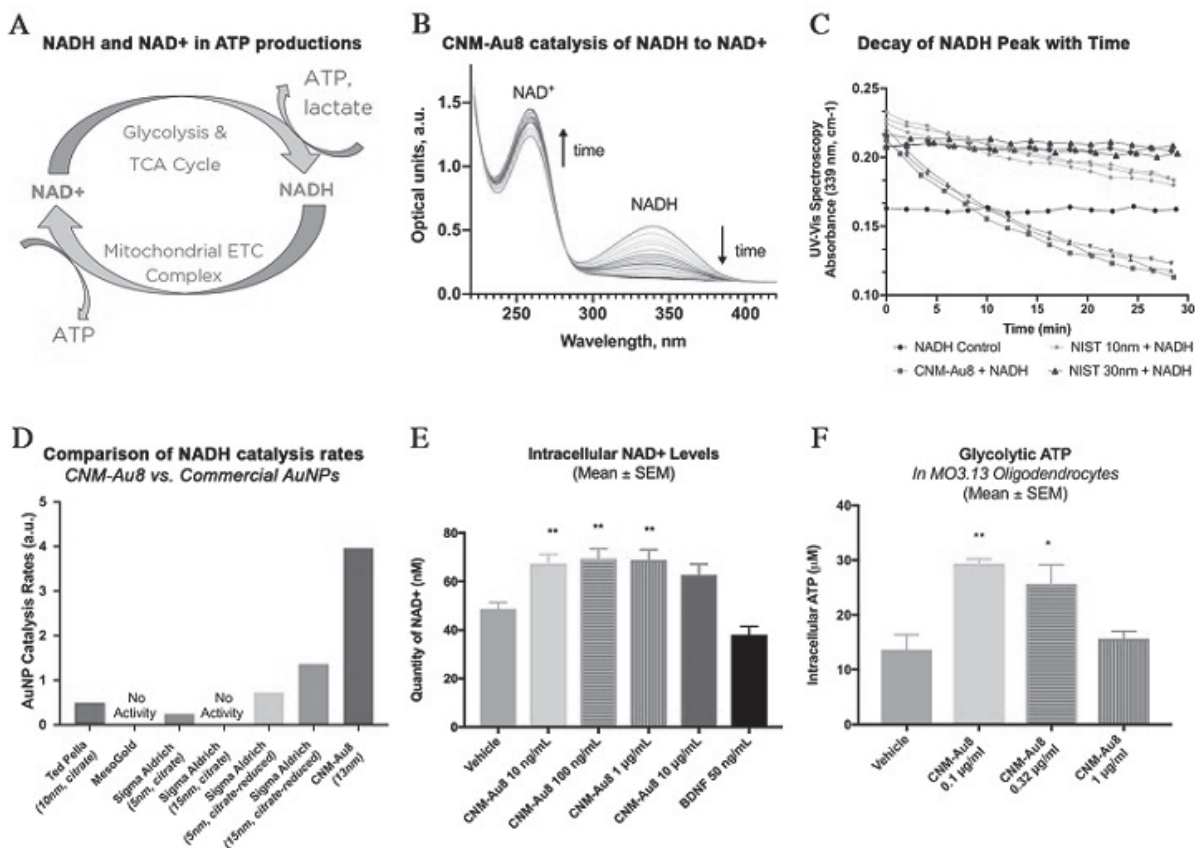 A
NADH and NAD+ in ATP productions
ATP,
lactate
Glycolysis &
TCA Cycle
NAD+
NADH
Mitochondrial ETC
Complex
ATP
B
CNM-Au8 catalysis of NADH to NAD+
Optical units, a.u.
1.5
1.0
0.5
0.0
NAD+
time
NADH
time
250
300
350
400
Wavelength, nm
C
Decay of NADH Peak with Time
UV-Vis Spectroscopy
Absorbance (339 nm, cm-1)
0.25
0.20
0.15
0.10
0
5
10
15
20
25
30
Time (min)
NADH Control
NIST 10nm + NADH
CNM-Au8 + NADH
NIST 30nm + NADH
D
Comparison of NADH catalysis rates
CNM-Au8 vs. Commercial AuNPs
AuNP Catalysis Rates (a.u.)
5
4
3
2
1
0
No
Activity
No
Activity
Ted Pella
(10nm, citrate)
MesoGold
Sigma Aldrich
(5nm, citrate)
Sigma Aldrich
(15nm, citrate)
Sigma Aldrich
(5nm, citrate-reduced)
Sigma Aldrich
(15nm, citrate-reduced)
CNM-Au8
(13nm)
E
Intracellular NAD+ Levels
(Mean ± SEM)
Quantity of NAD+ (nM)
80
60
40
20
0
**
**
**
Vehicle
CNM-Au8 10 ng/mL
CNM-Au8 100 ng/mL
CNM-Au8 1 µg/mL
CNM-Au8 10 µg/mL
BDNF 50 ng/mL
F
Glycolytic ATP
In MO3.13 Oligodendrocytes
(Mean ± SEM)
Intracellular ATP (µM)
40
30
20
10
0
**
*
Vehicle
CNM-Au8
0.1 µg/ml
CNM-Au8
0.32 µg/ml
CNM-Au8
1 µg/ml